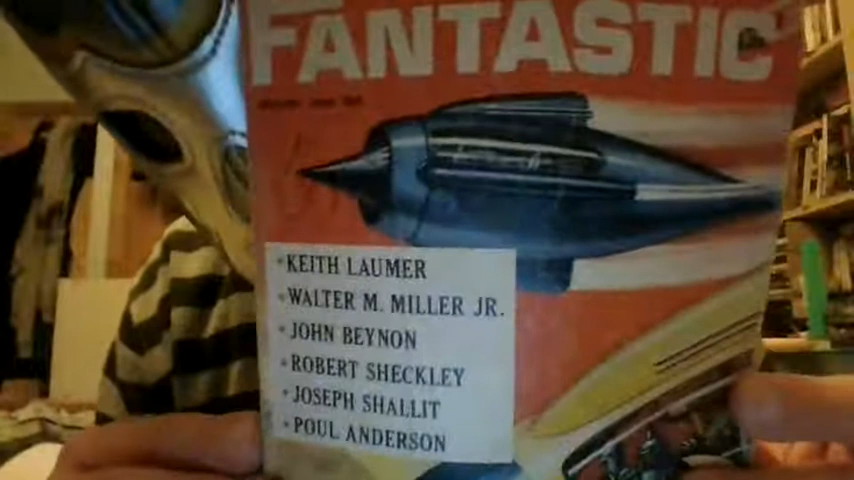 FANTASTIC
• KEITH LAUMER
• WALTER M. MILLER JR.
• JOHN BEYNON
• ROBERT SHECKLEY
• JOSEPH SHALLIT
• POUL ANDERSON